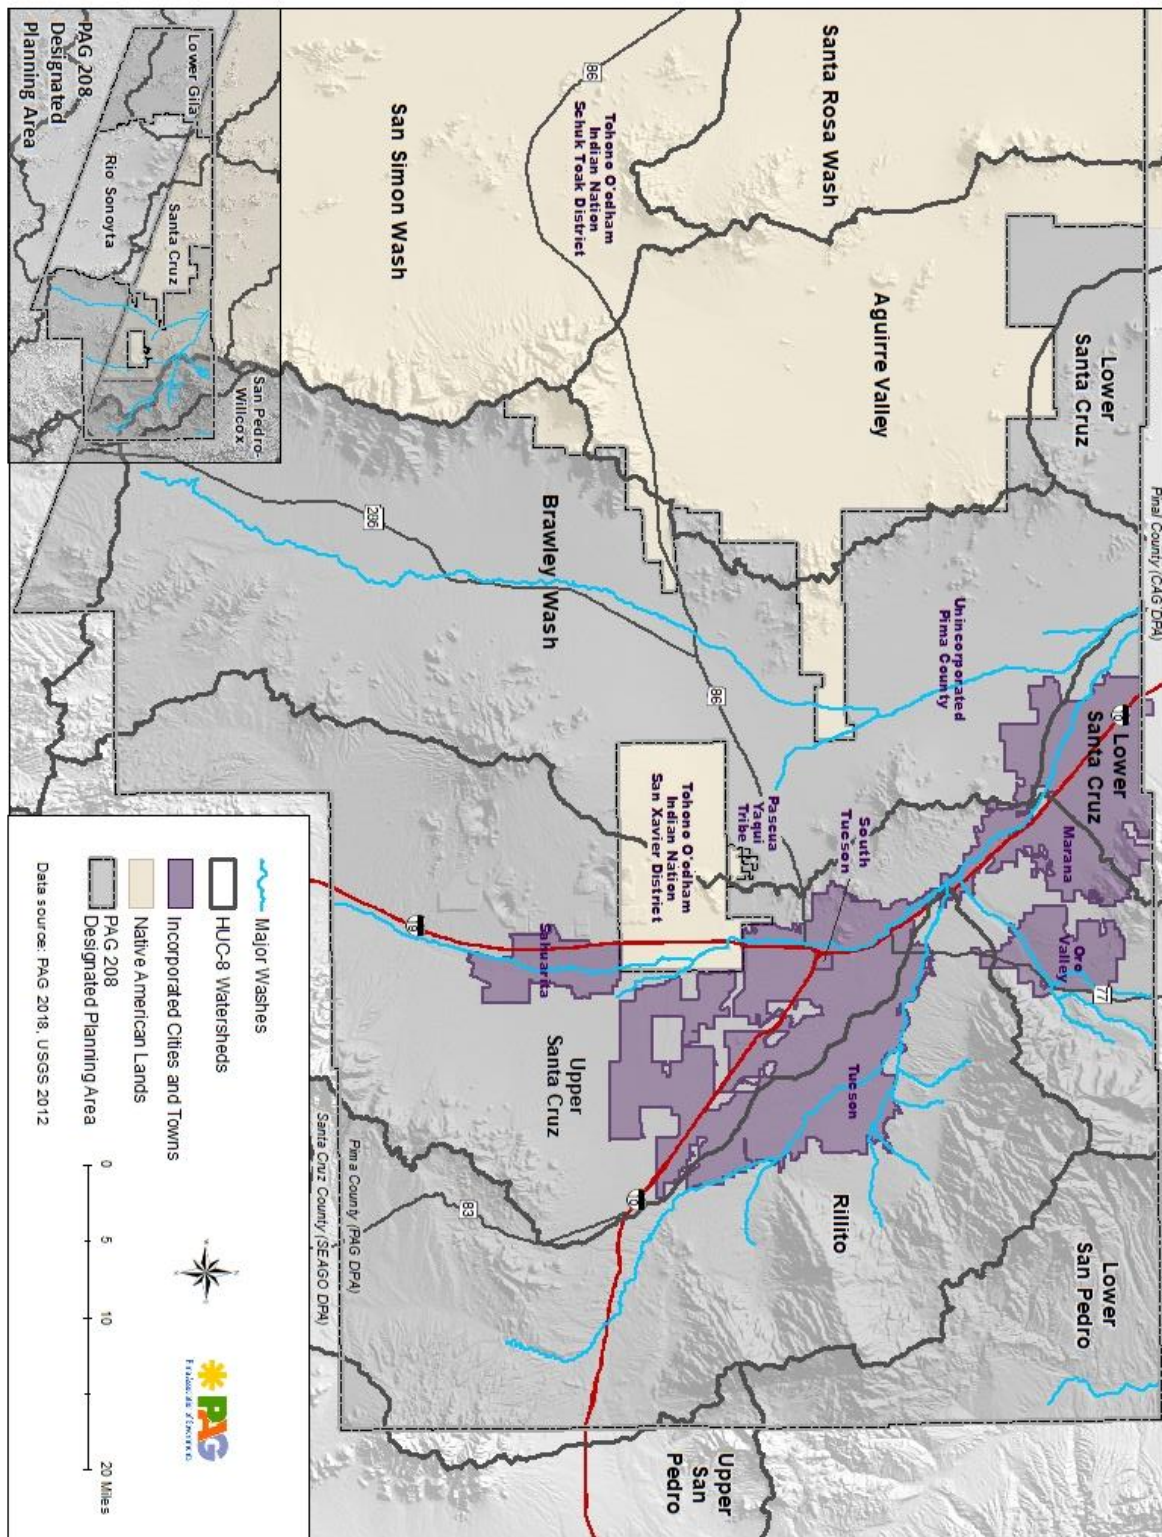 Pinal County (CAG DPA)
Santa Rosa Wash
86
Tohono O'odham
Indian Nation
Schuk Toak District
San Simon Wash
Aguirre Valley
Lower
Santa Cruz
Unincorporated
Pima County
Brawley Wash
286
86
10
Lower
Santa Cruz
Marana
Oro
Valley
77
South
Tucson
Pascua
Yaqui
Tribe
Tohono O'odham
Indian Nation
San Xavier District
Tucson
Sahuarita
19
Upper
Santa Cruz
Rillito
10
83
Lower
San Pedro
Upper
San
Pedro
Pima County (PAG DPA)
Santa Cruz County (SEAGO DPA)
Lower Gila
Rio Sonoyta
Santa Cruz
San Pedro-
Willcox
PAG 208
Designated
Planning Area
Major Washes
HUC-8 Watersheds
Incorporated Cities and Towns
Native American Lands
PAG 208
Designated Planning Area
Data source: PAG 2018, USGS 2012
0 5 10 20 Miles
PAG